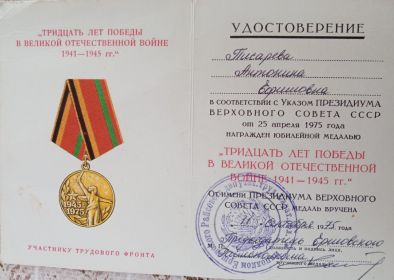 „ТРИДЦАТЬ ЛЕТ ПОБЕДЫ
В ВЕЛИКОЙ ОТЕЧЕСТВЕННОЙ ВОЙНЕ
1941—1945 гг.“
1945
1975
УЧАСТНИКУ ТРУДОВОГО ФРОНТА
УДОСТОВЕРЕНИЕ
Писарева
Антонина
В СООТВЕТСТВИИ С УКАЗОМ ПРЕЗИДИУМА
ВЕРХОВНОГО СОВЕТА СССР
от 25 апреля 1975 года
НАГРАЖДЕН ЮБИЛЕЙНОЙ МЕДАЛЬЮ
„ТРИДЦАТЬ ЛЕТ ПОБЕДЫ
В ВЕЛИКОЙ ОТЕЧЕСТВЕННОЙ
ВОЙНЕ 1941—1945 гг.“
ОТ ИМЕНИ ПРЕЗИДИУМА ВЕРХОВНОГО
СОВЕТА СССР МЕДАЛЬ ВРУЧЕНА
1975 года